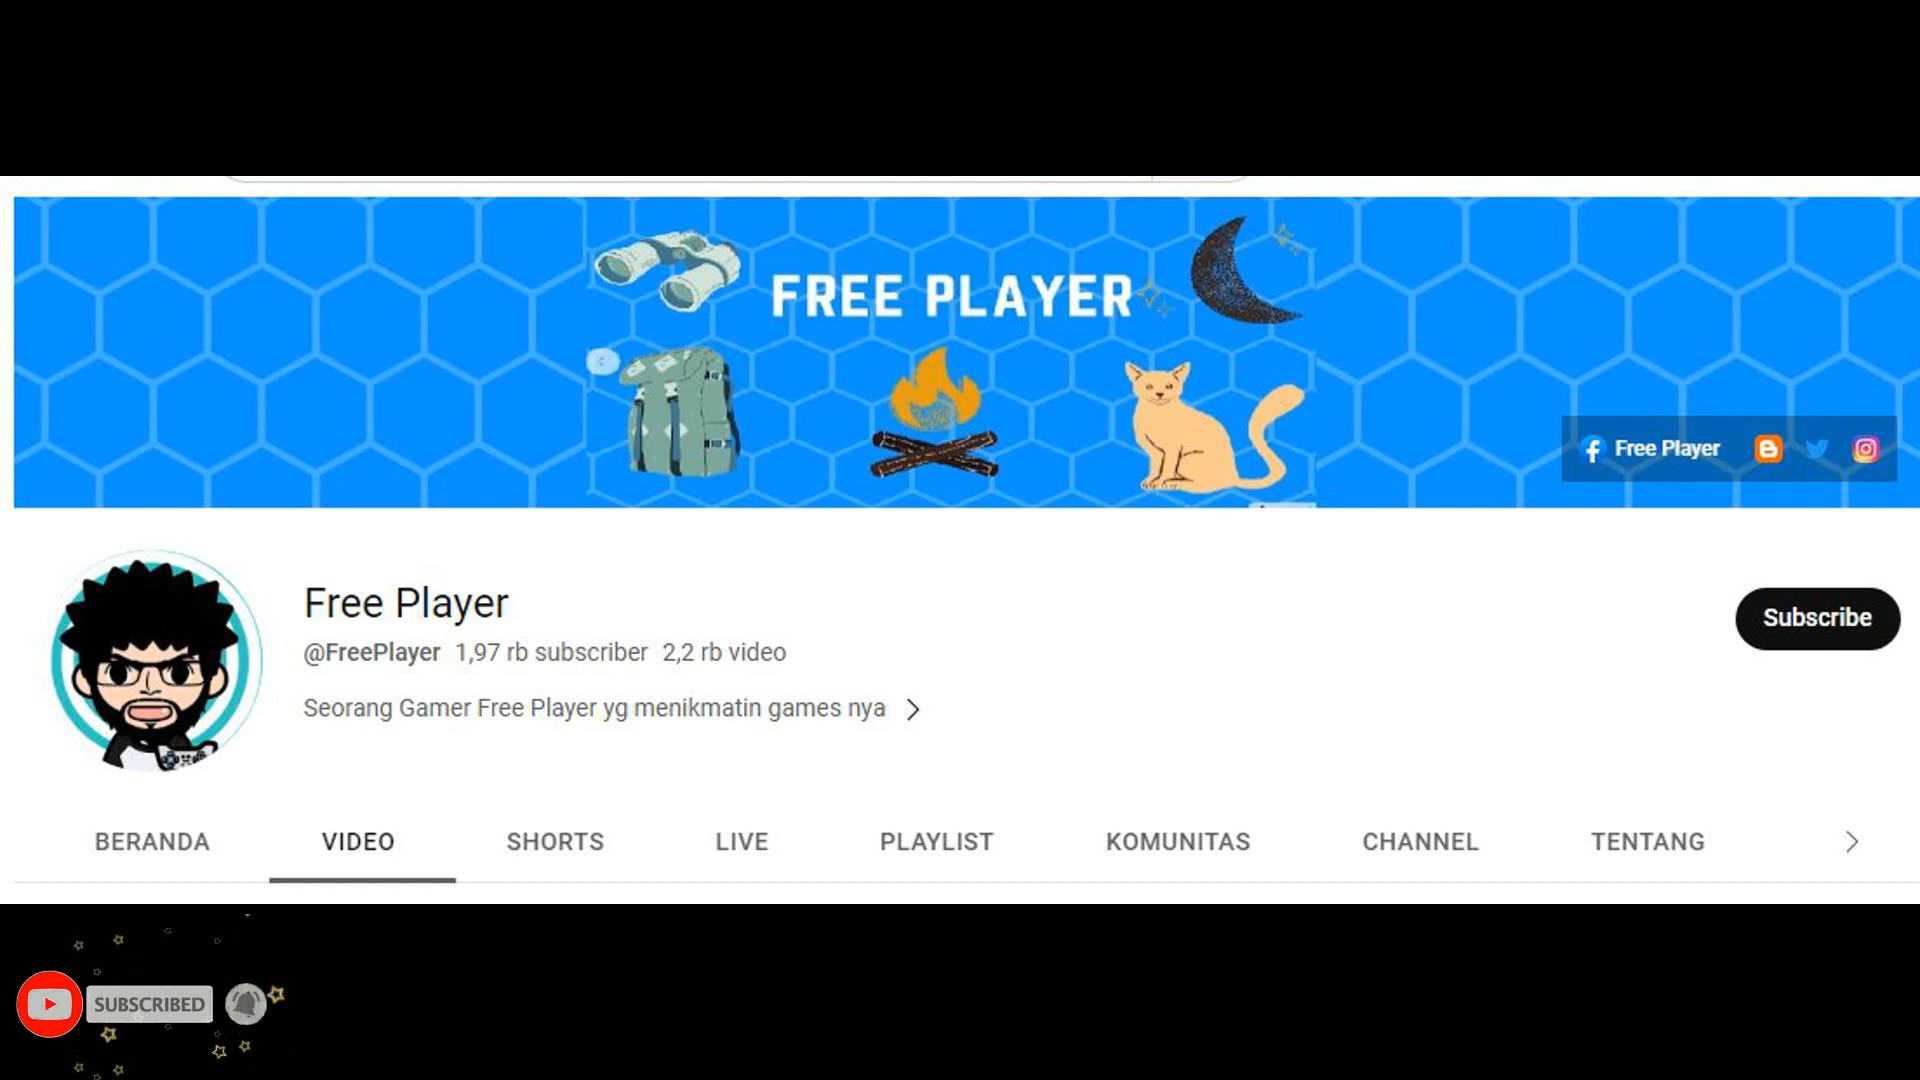 FREE PLAYER
Free Player
Free Player
@FreePlayer 1,97 rb subscriber 2,2 rb video
Subscribe
Seorang Gamer Free Player yg menikmatin games nya
BERANDA VIDEO SHORTS LIVE PLAYLIST KOMUNITAS CHANNEL TENTANG
SUBSCRIBED